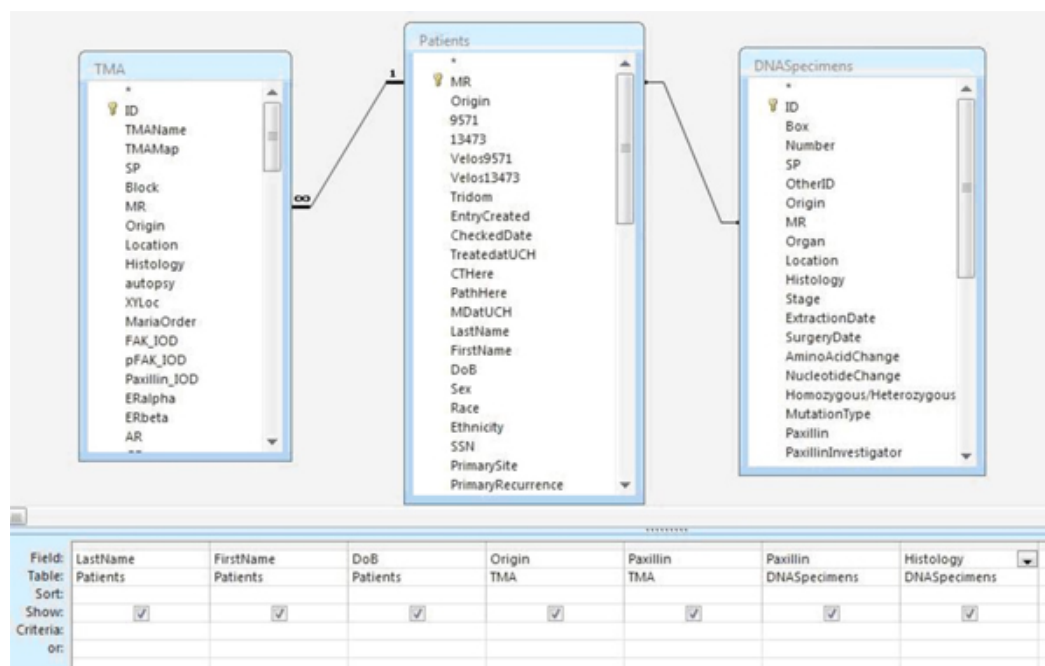 TMA
*
ID
TMAName
TMAMap
SP
Block
MR
Origin
Location
Histology
autopsy
XYLoc
MariaOrder
FAK_IOD
pFAK_IOD
Paxillin_IOD
ERalpha
ERbeta
AR
1
∞
Patients
*
MR
Origin
9571
13473
Velos9571
Velos13473
Tridom
EntryCreated
CheckedDate
TreatedatUCH
CTHere
PathHere
MDatUCH
LastName
FirstName
DoB
Sex
Race
Ethnicity
SSN
PrimarySite
PrimaryRecurrence
DNASpecimens
*
ID
Box
Number
SP
OtherID
Origin
MR
Organ
Location
Histology
Stage
ExtractionDate
SurgeryDate
AminoAcidChange
NucleotideChange
Homozygous/Heterozygous
MutationType
Paxillin
PaxillinInvestigator
Field: LastName FirstName DoB Origin Paxillin Paxillin Histology
Table: Patients Patients Patients TMA TMA DNASpecimens DNASpecimens
Sort:
Show:
Criteria:
or: